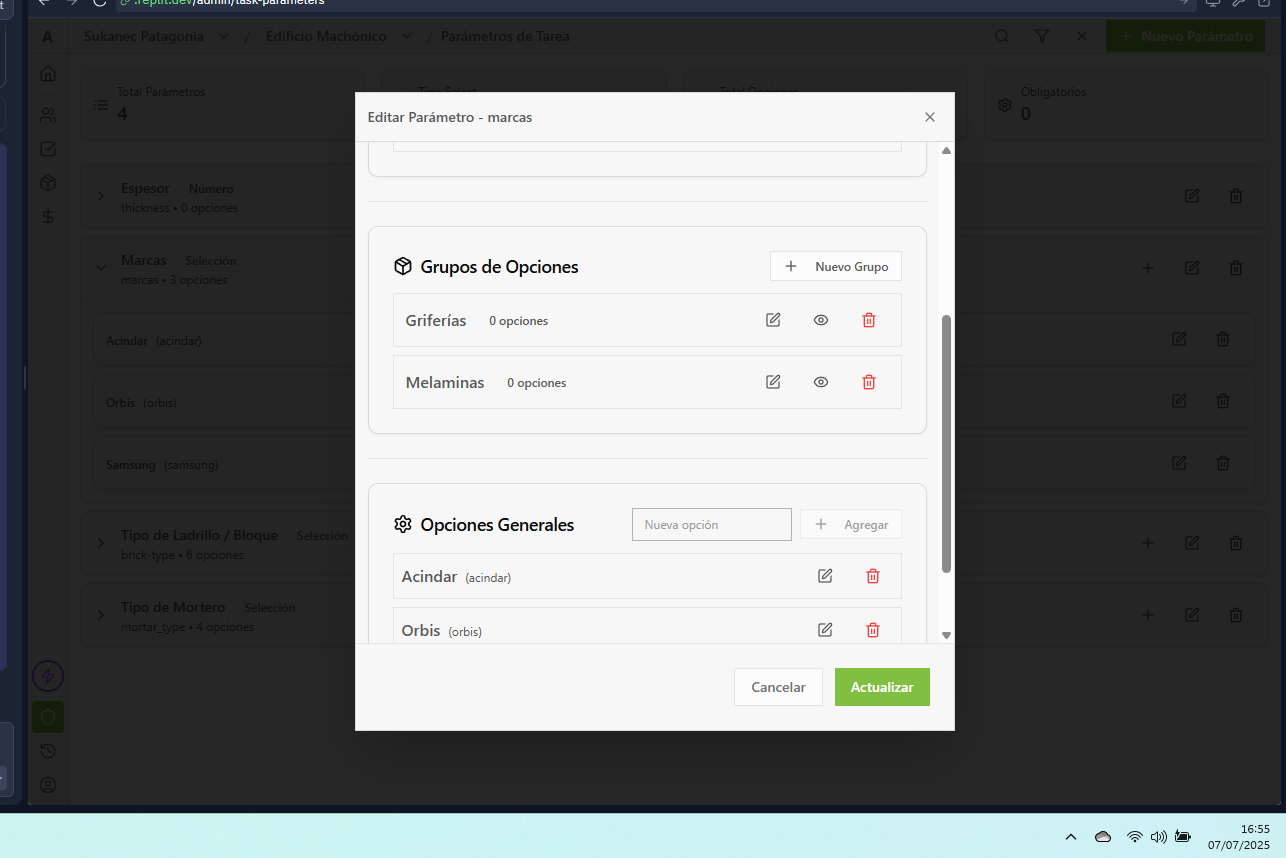 .replit.dev/admin/task-parameters
A Sukanec Patagonia / Edificio Machónico / Parámetros de Tarea
+ Nuevo Parámetro
Total Parámetros
4
Tipo Select
Total Opciones
Obligatorios
0
Editar Parámetro - marcas
Espesor Número
thickness • 0 opciones
Marcas Selección
marcas • 3 opciones
Acindar (acindar)
Orbis (orbis)
Samsung (samsung)
Tipo de Ladrillo / Bloque Selección
brick-type • 6 opciones
Tipo de Mortero Selección
mortar_type • 4 opciones
Grupos de Opciones
+ Nuevo Grupo
Griferías 0 opciones
Melaminas 0 opciones
Opciones Generales
Nueva opción
+ Agregar
Acindar (acindar)
Orbis (orbis)
Cancelar
Actualizar
16:55
07/07/2025